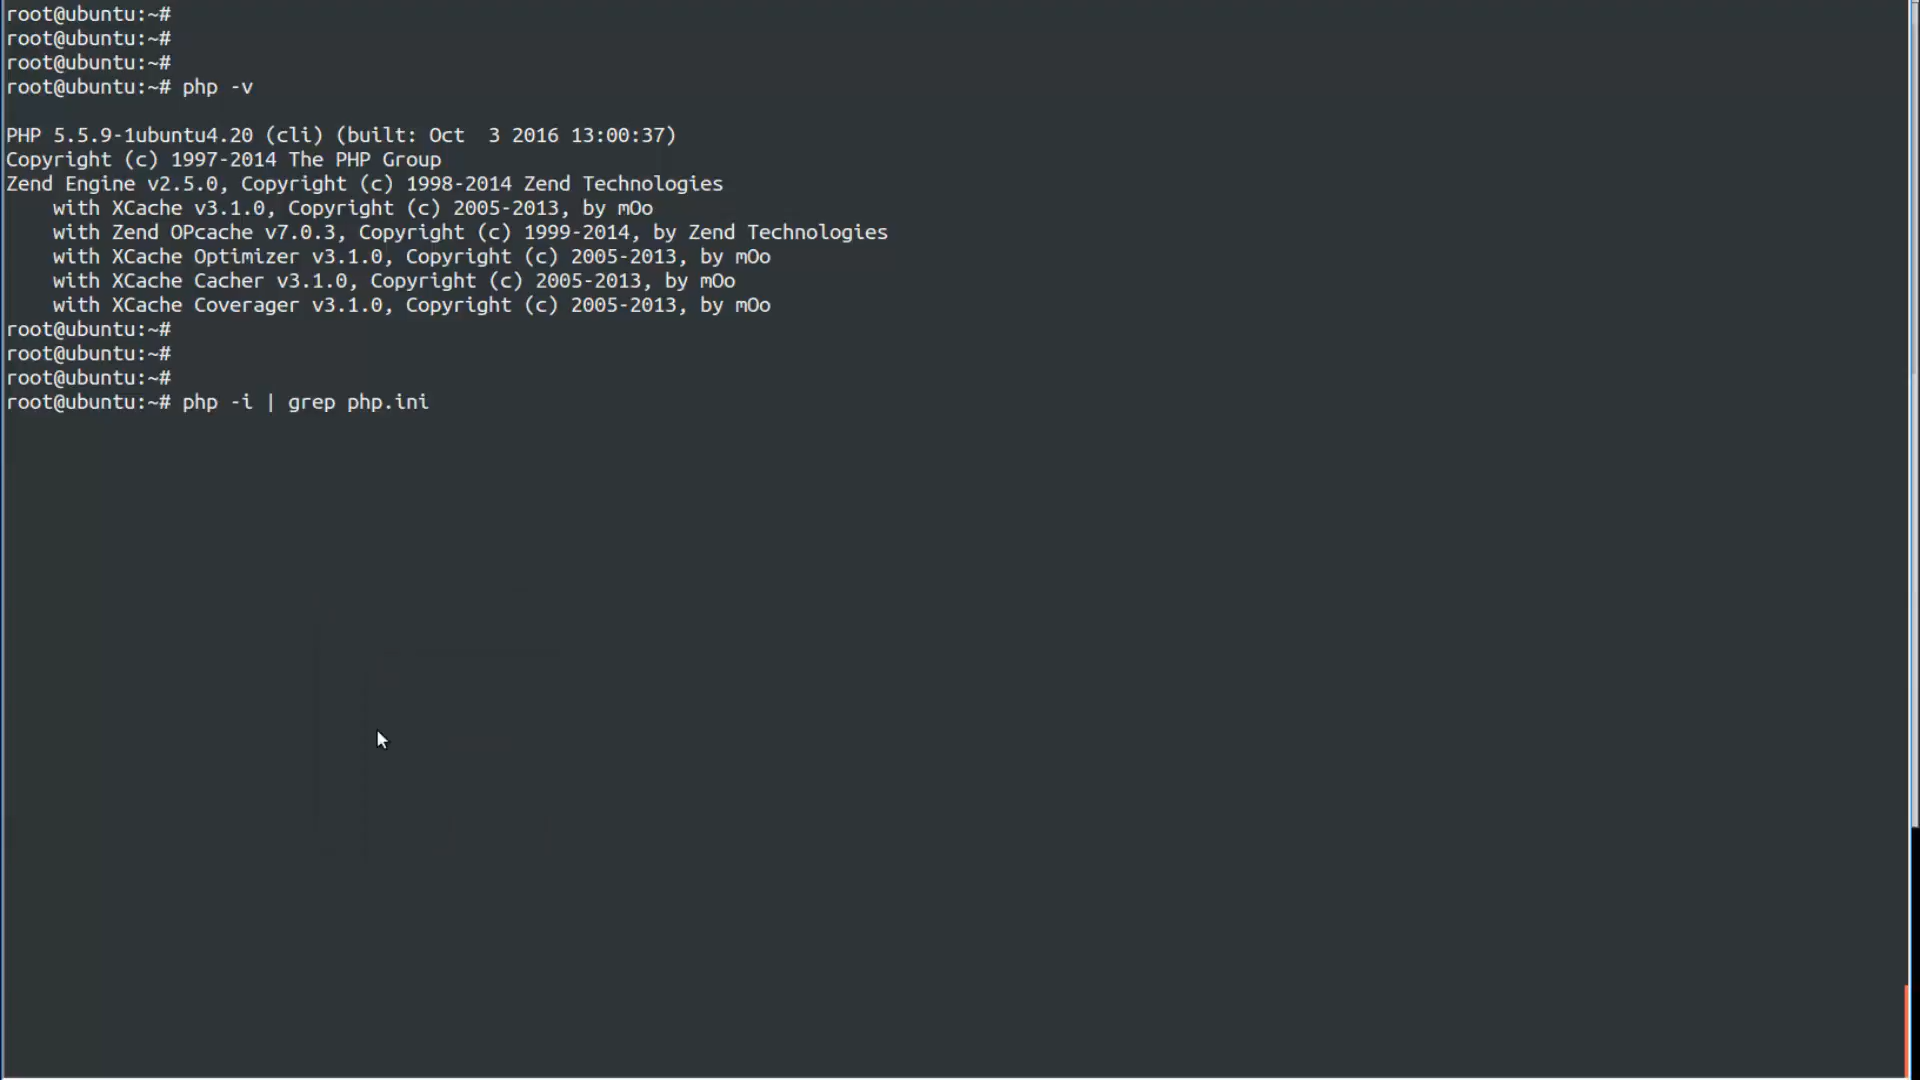 root@ubuntu:~#
root@ubuntu:~#
root@ubuntu:~#
root@ubuntu:~# php -v
PHP 5.5.9-1ubuntu4.20 (cli) (built: Oct  3 2016 13:00:37)
Copyright (c) 1997-2014 The PHP Group
Zend Engine v2.5.0, Copyright (c) 1998-2014 Zend Technologies
    with XCache v3.1.0, Copyright (c) 2005-2013, by mOo
    with Zend OPcache v7.0.3, Copyright (c) 1999-2014, by Zend Technologies
    with XCache Optimizer v3.1.0, Copyright (c) 2005-2013, by mOo
    with XCache Cacher v3.1.0, Copyright (c) 2005-2013, by mOo
    with XCache Coverager v3.1.0, Copyright (c) 2005-2013, by mOo
root@ubuntu:~#
root@ubuntu:~#
root@ubuntu:~#
root@ubuntu:~# php -i | grep php.ini